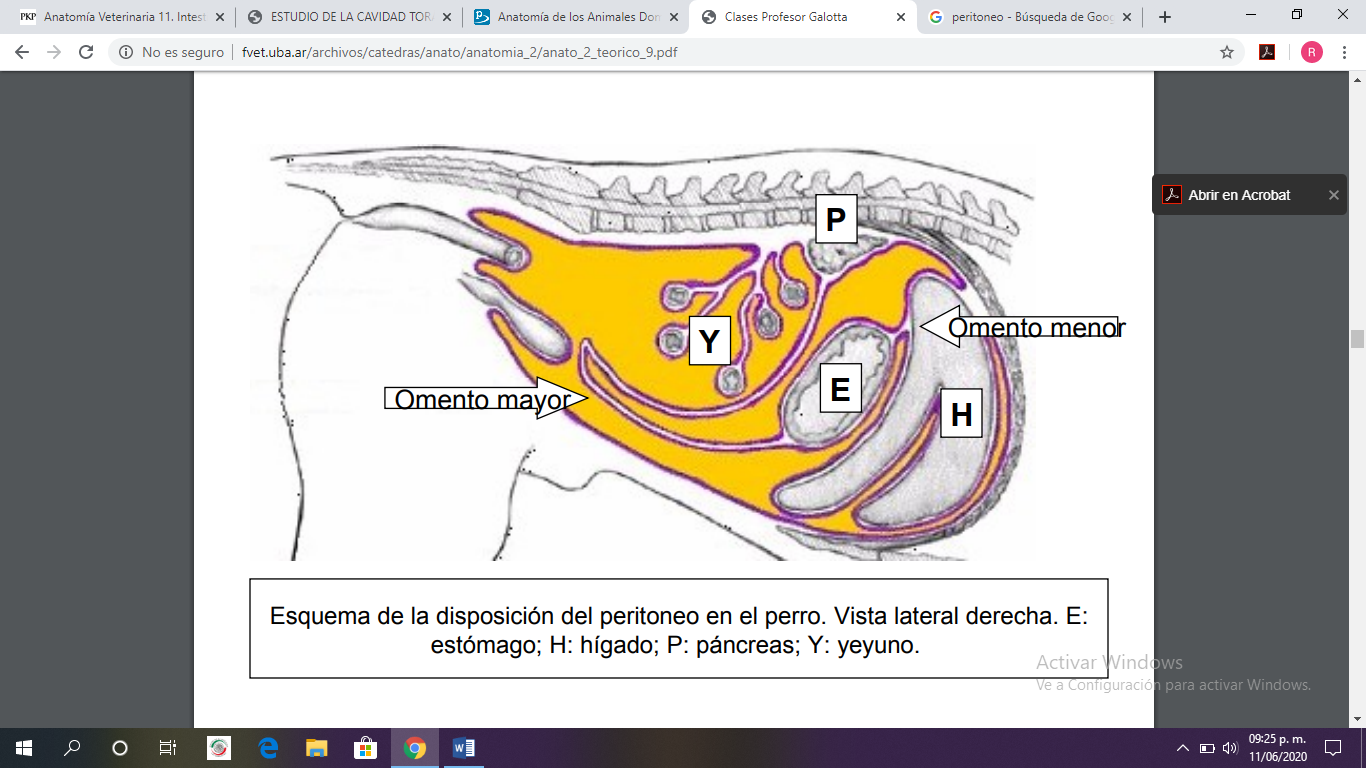 PKP Anatomía Veterinaria 11. Intest
ESTUDIO DE LA CAVIDAD TOR
Anatomía de los Animales Dom
Clases Profesor Galotta
peritoneo - Búsqueda de Goog
No es seguro
fvet.uba.ar/archivos/catedras/anato/anatomia_2/anato_2_teorico_9.pdf
R
Abrir en Acrobat
P
Omento menor
Y
E
Omento mayor
H
Esquema de la disposición del peritoneo en el perro. Vista lateral derecha. E:
estómago; H: hígado; P: páncreas; Y: yeyuno.
Activar Windows
Ve a Configuración para activar Windows.
09:25 p. m.
11/06/2020